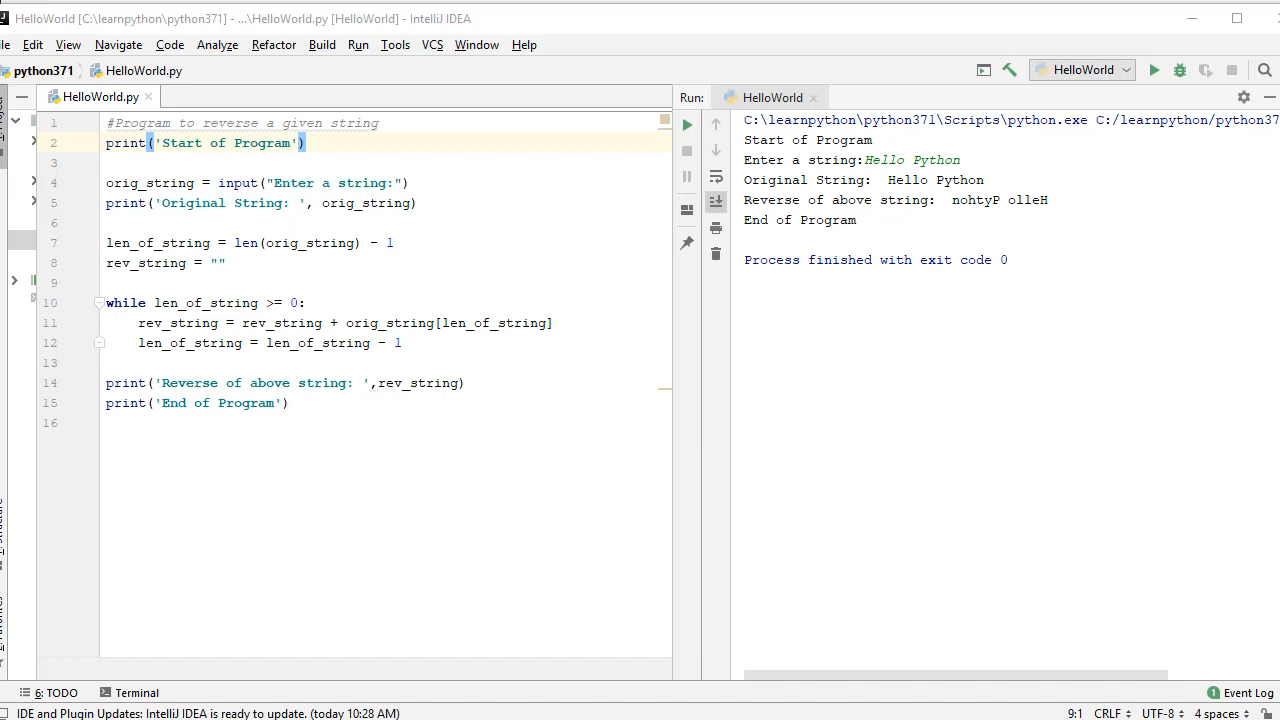 HelloWorld [C:\learnpython\python371] - ...\HelloWorld.py [HelloWorld] - IntelliJ IDEA
Edit View Navigate Code Analyze Refactor Build Run Tools VCS Window Help
python371 HelloWorld.py HelloWorld
HelloWorld.py
1 #Program to reverse a given string
2 print('Start of Program')
3
4 orig_string = input("Enter a string:")
5 print('Original String: ', orig_string)
6
7 len_of_string = len(orig_string) - 1
8 rev_string = ""
9
10 while len_of_string >= 0:
11 rev_string = rev_string + orig_string[len_of_string]
12 len_of_string = len_of_string - 1
13
14 print('Reverse of above string: ',rev_string)
15 print('End of Program')
16
Run: HelloWorld
C:\learnpython\python371\Scripts\python.exe C:/learnpython/python37
Start of Program
Enter a string:Hello Python
Original String:  Hello Python
Reverse of above string:  nohtyP olleH
End of Program
Process finished with exit code 0
6: TODO Terminal 1 Event Log
IDE and Plugin Updates: IntelliJ IDEA is ready to update. (today 10:28 AM) 9:1 CRLF UTF-8 4 spaces